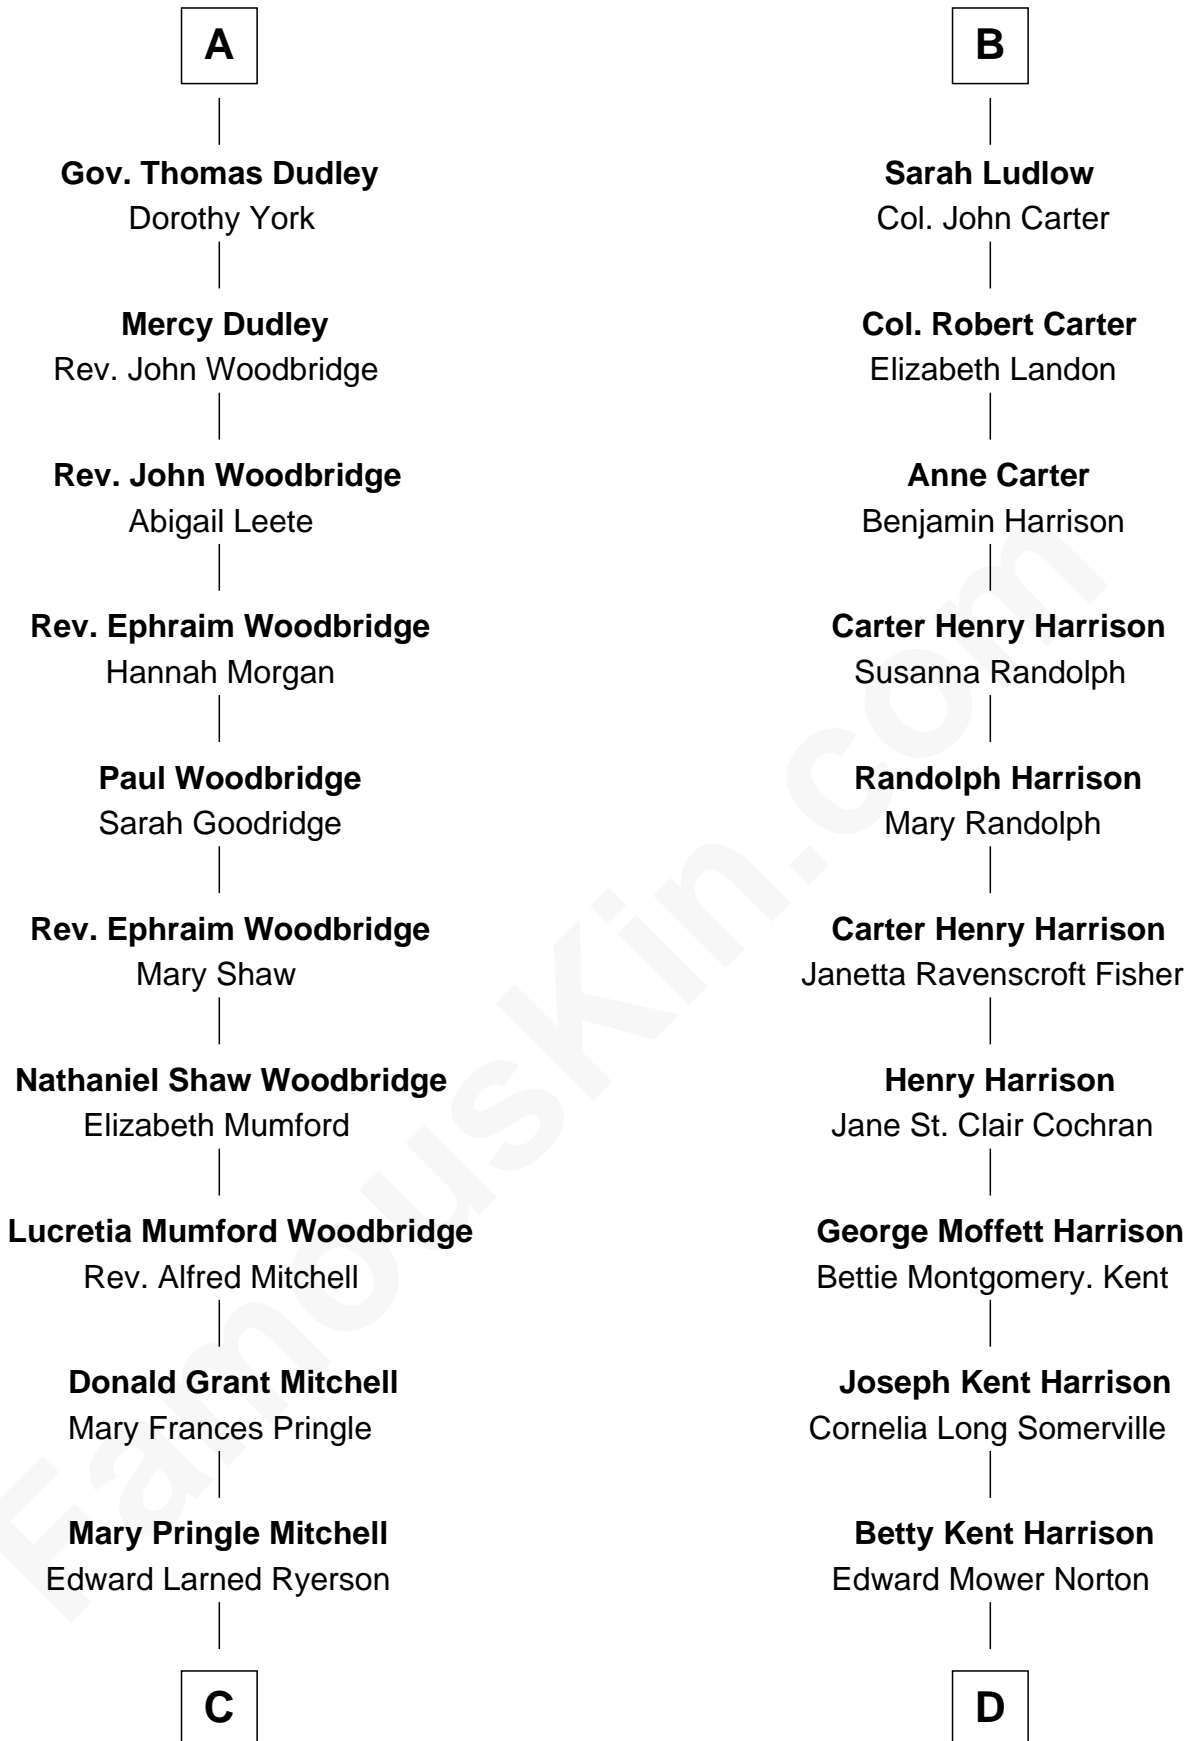 A
Gov. Thomas Dudley
Dorothy York
Mercy Dudley
Rev. John Woodbridge
Rev. John Woodbridge
Abigail Leete
Rev. Ephraim Woodbridge
Hannah Morgan
Paul Woodbridge
Sarah Goodridge
Rev. Ephraim Woodbridge
Mary Shaw
Nathaniel Shaw Woodbridge
Elizabeth Mumford
Lucretia Mumford Woodbridge
Rev. Alfred Mitchell
Donald Grant Mitchell
Mary Frances Pringle
Mary Pringle Mitchell
Edward Larned Ryerson
C
B
Sarah Ludlow
Col. John Carter
Col. Robert Carter
Elizabeth Landon
Anne Carter
Benjamin Harrison
Carter Henry Harrison
Susanna Randolph
Randolph Harrison
Mary Randolph
Carter Henry Harrison
Janetta Ravenscroft Fisher
Henry Harrison
Jane St. Clair Cochran
George Moffett Harrison
Bettie Montgomery. Kent
Joseph Kent Harrison
Cornelia Long Somerville
Betty Kent Harrison
Edward Mower Norton
D
FamousKin.com